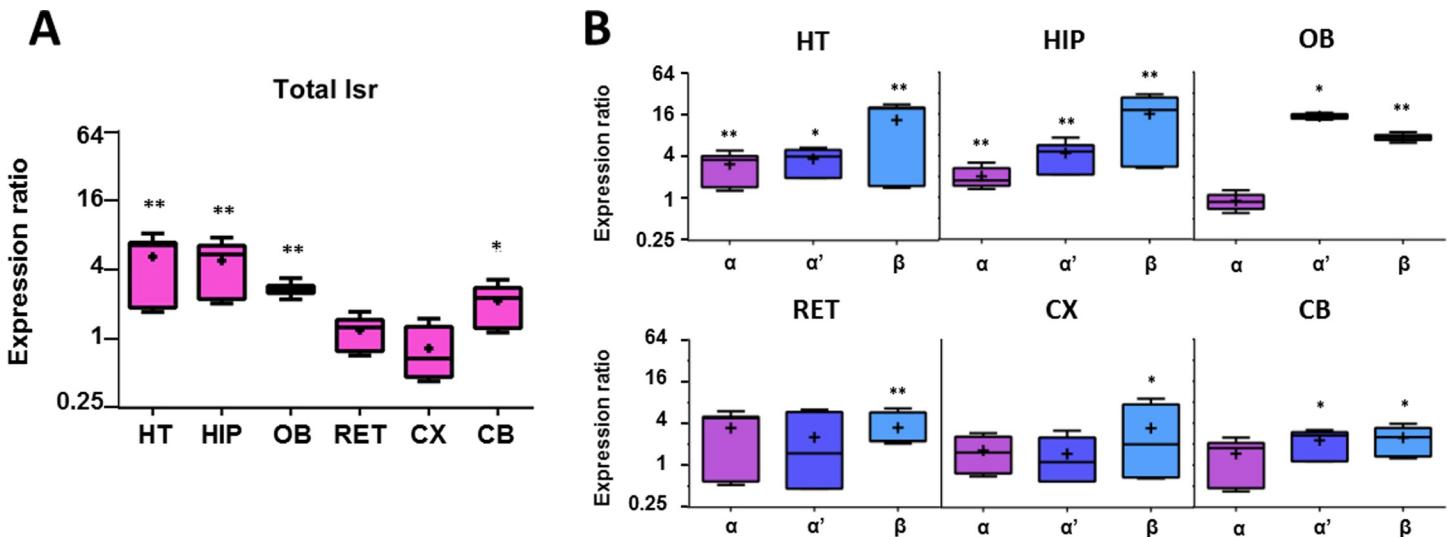 A
Total lsr
Expression ratio
64
16
4
1
0.25
** ** ** *
HT HIP OB RET CX CB
B
HT HIP OB
Expression ratio
64
16
4
1
0.25
** * ** ** ** ** * **
α α’ β α α’ β α α’ β
RET CX CB
Expression ratio
64
16
4
1
0.25
** * * *
α α’ β α α’ β α α’ β